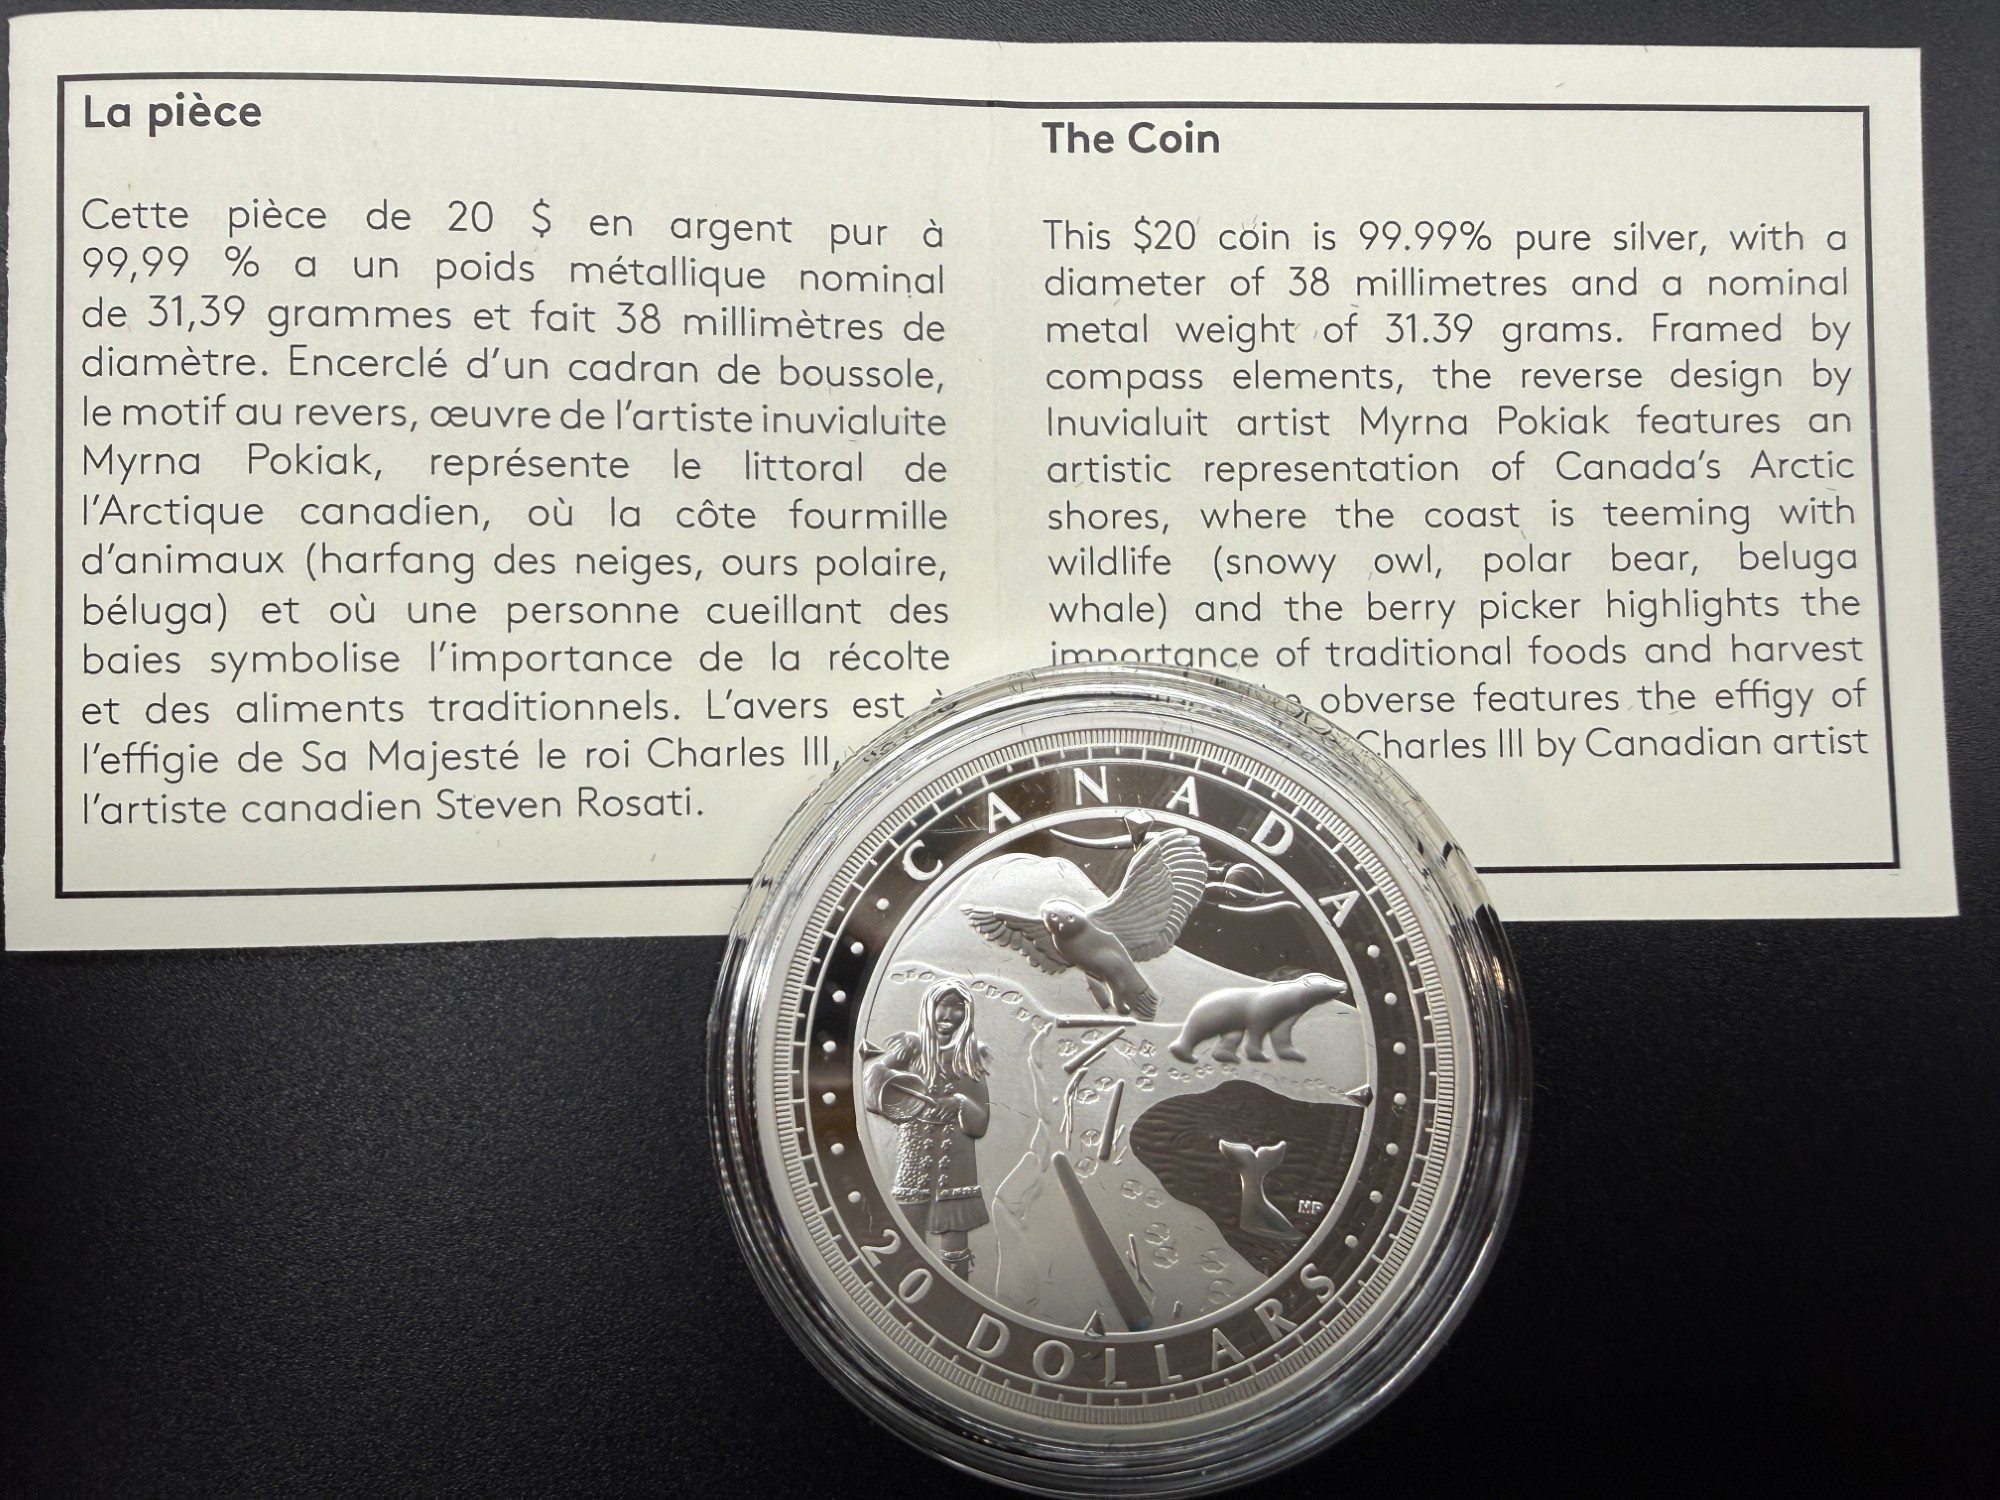 La pièce
Cette pièce de 20 $ en argent pur à
99,99 % a un poids métallique nominal
de 31,39 grammes et fait 38 millimètres de
diamètre. Encerclé d'un cadran de boussole,
le motif au revers, œuvre de l'artiste inuvialuite
Myrna Pokiak, représente le littoral de
l'Arctique canadien, où la côte fourmille
d'animaux (harfang des neiges, ours polaire,
béluga) et où une personne cueillant des
baies symbolise l'importance de la récolte
et des aliments traditionnels. L'avers est à
l'effigie de Sa Majesté le roi Charles III,
l'artiste canadien Steven Rosati.
The Coin
This $20 coin is 99.99% pure silver, with a
diameter of 38 millimetres and a nominal
metal weight of 31.39 grams. Framed by
compass elements, the reverse design by
Inuvialuit artist Myrna Pokiak features an
artistic representation of Canada's Arctic
shores, where the coast is teeming with
wildlife (snowy owl, polar bear, beluga
whale) and the berry picker highlights the
importance of traditional foods and harvest
obverse features the effigy of
Charles III by Canadian artist
CANADA
MP
20 DOLLARS